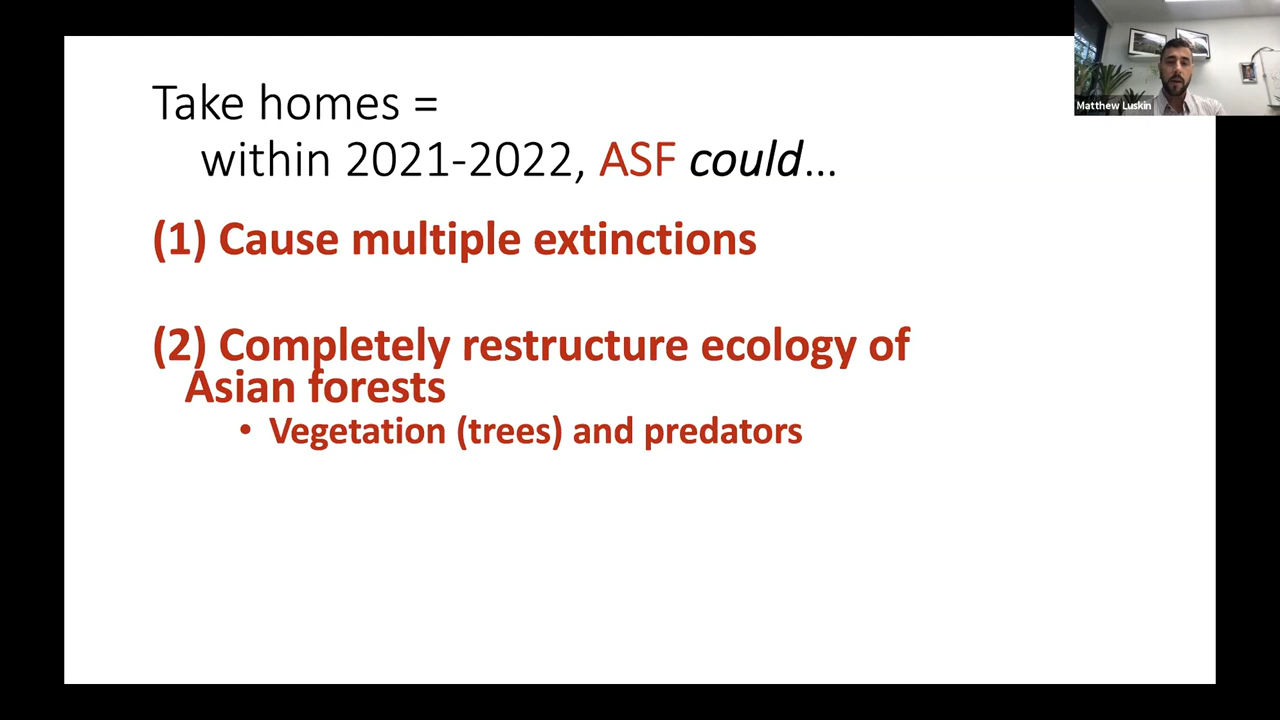 Take homes =
within 2021-2022, ASF could...
(1) Cause multiple extinctions
(2) Completely restructure ecology of
Asian forests
• Vegetation (trees) and predators
Matthew Luskin